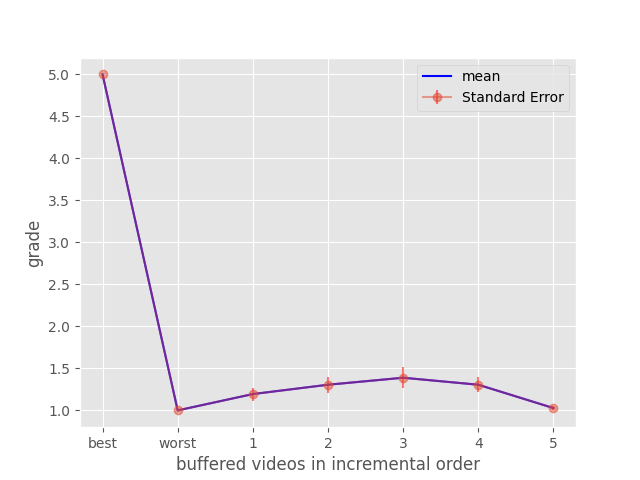 5.0
4.5
4.0
3.5
3.0
2.5
2.0
1.5
1.0
grade
mean
Standard Error
best worst 1 2 3 4 5
buffered videos in incremental order